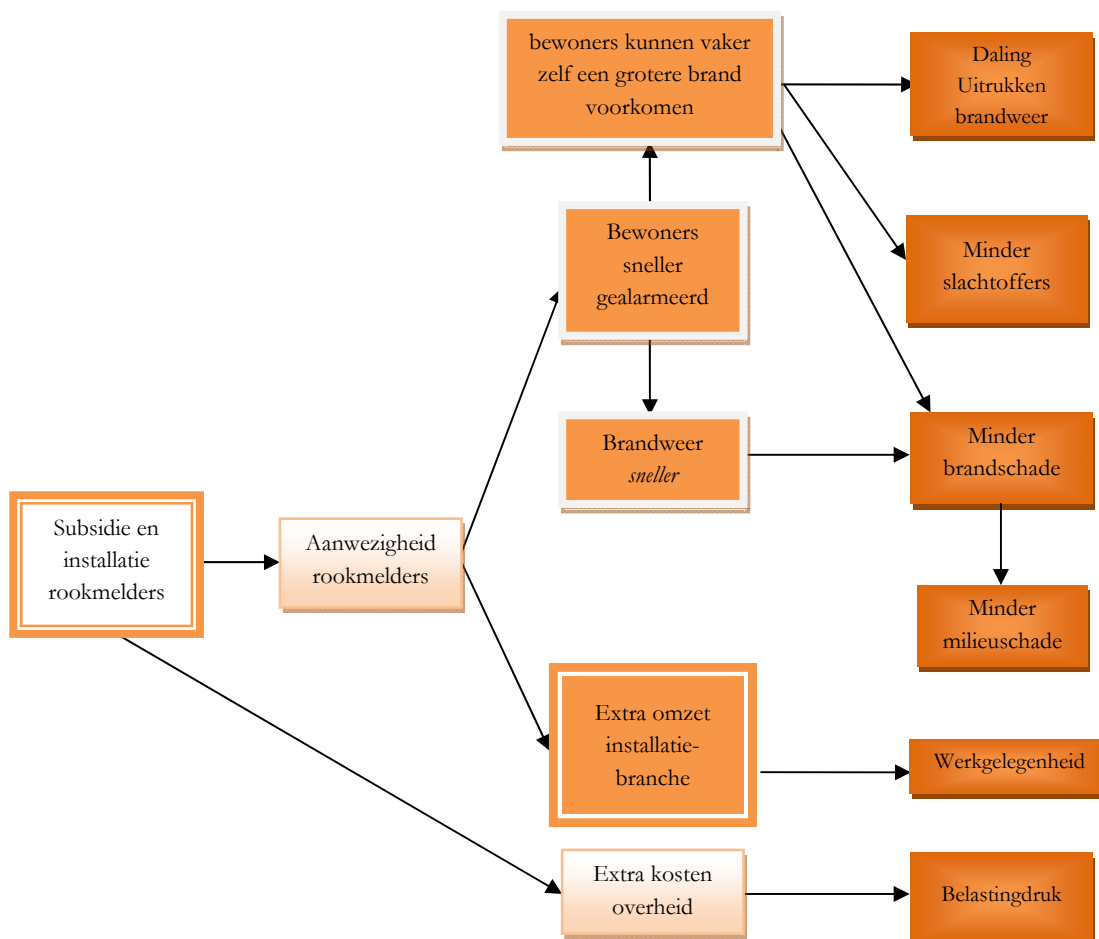 bewoners kunnen vaker
zelf een grotere brand
voorkomen
Daling
Uitrukken
brandweer
Bewoners
sneller
gealarmeerd
Minder
slachtoffers
Brandweer
sneller
Minder
brandschade
Subsidie en
installatie
rookmelders
Aanwezigheid
rookmelders
Minder
milieuschade
Extra omzet
installatie-
branche
Werkgelegenheid
Extra kosten
overheid
Belastingdruk